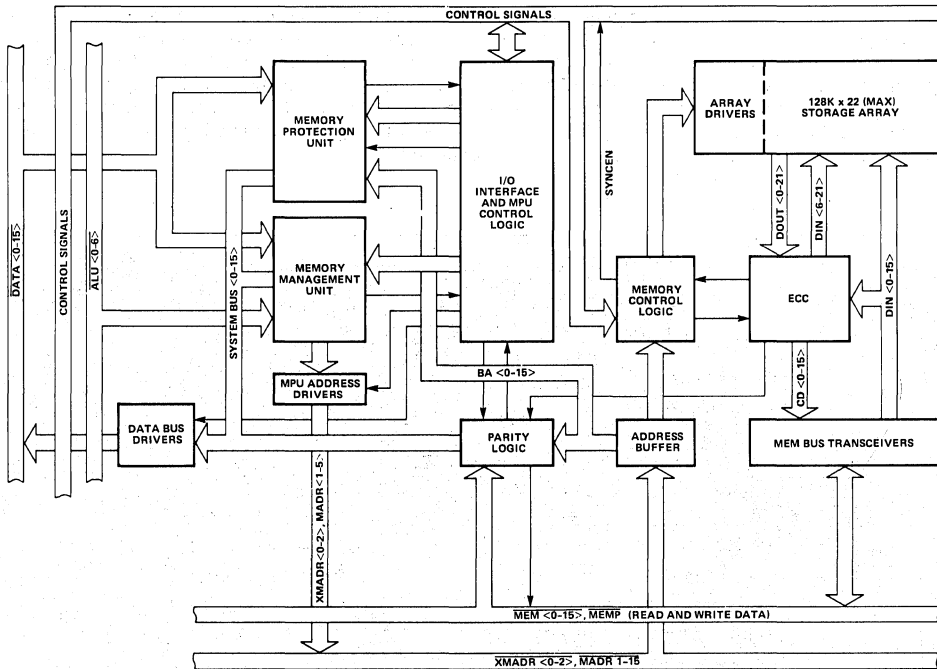 CONTROL SIGNALS
MEMORY
PROTECTION
UNIT
I/O
INTERFACE
AND MPU
CONTROL
LOGIC
ARRAY
DRIVERS
128K x 22 (MAX)
STORAGE ARRAY
SYNCEN
DOUT <0-21>
DIN <6-21>
DIN <0-15>
DATA <0-15>
CONTROL SIGNALS
ALU <0-6>
SYSTEM BUS <0-15>
MEMORY
MANAGEMENT
UNIT
MEMORY
CONTROL
LOGIC
ECC
MPU ADDRESS
DRIVERS
BA <0-15>
CD <0-15>
DATA BUS
DRIVERS
PARITY
LOGIC
ADDRESS
BUFFER
MEM BUS TRANSCEIVERS
XMADR <0-2>, MADR <1-5>
MEM <0-15>, MEMP (READ AND WRITE DATA)
XMADR <0-2>, MADR 1-15